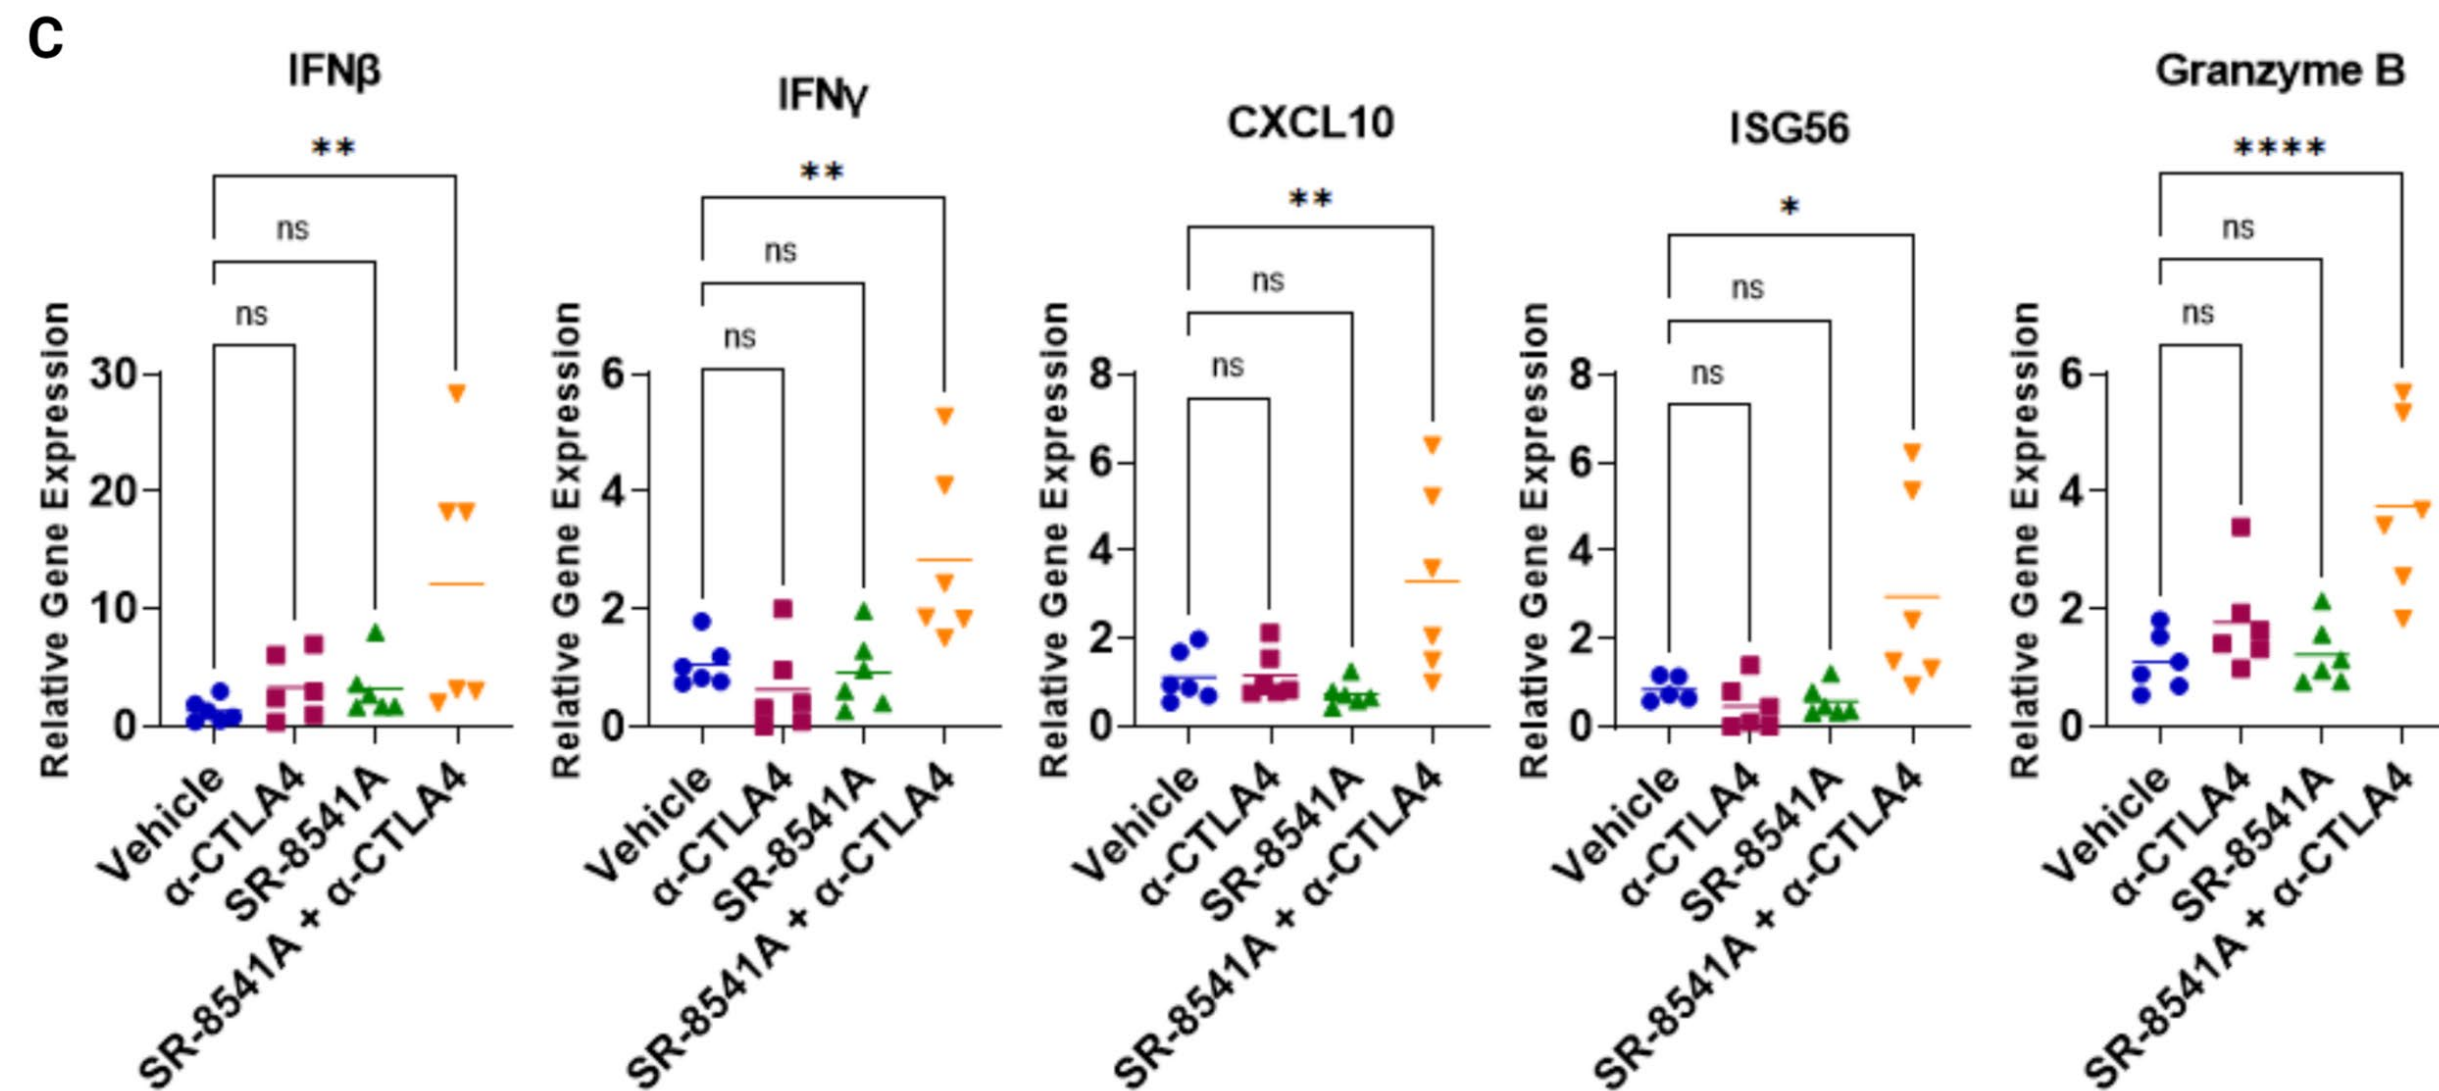 C
IFNβ
**
ns
ns
Relative Gene Expression
30
20
10
0
Vehicle
α-CTLA4
SR-8541A
SR-8541A + α-CTLA4
IFNγ
**
ns
ns
Relative Gene Expression
6
4
2
0
Vehicle
α-CTLA4
SR-8541A
SR-8541A + α-CTLA4
CXCL10
**
ns
ns
Relative Gene Expression
8
6
4
2
0
Vehicle
α-CTLA4
SR-8541A
SR-8541A + α-CTLA4
ISG56
*
ns
ns
Relative Gene Expression
8
6
4
2
0
Vehicle
α-CTLA4
SR-8541A
SR-8541A + α-CTLA4
Granzyme B
****
ns
ns
Relative Gene Expression
6
4
2
0
Vehicle
α-CTLA4
SR-8541A
SR-8541A + α-CTLA4